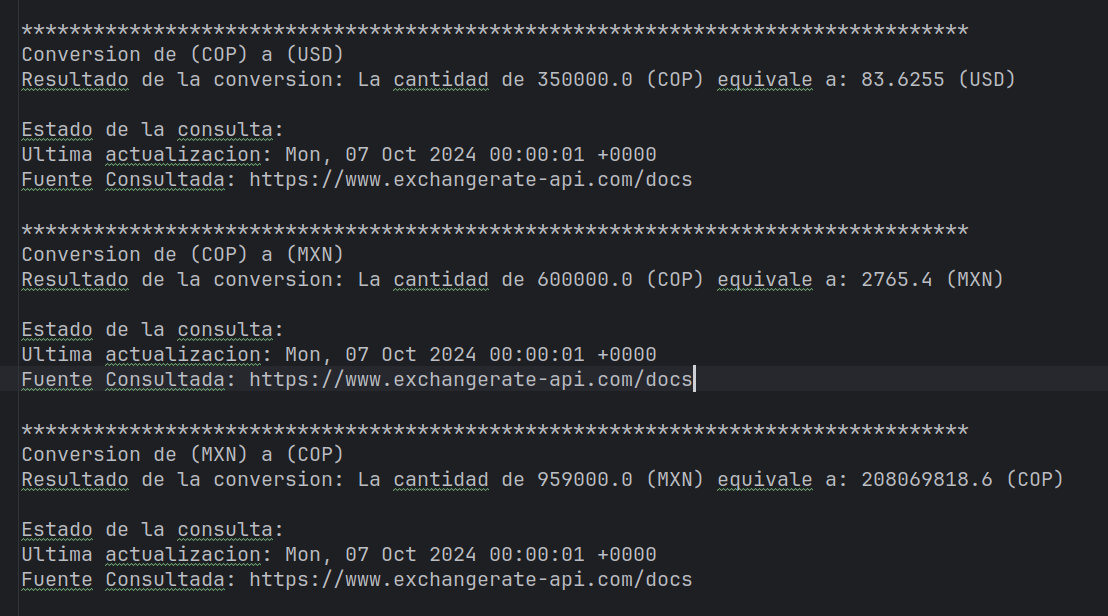 *******************************************************************************
Conversion de (COP) a (USD)
Resultado de la conversion: La cantidad de 350000.0 (COP) equivale a: 83.6255 (USD)
Estado de la consulta:
Ultima actualizacion: Mon, 07 Oct 2024 00:00:01 +0000
Fuente Consultada: https://www.exchangerate-api.com/docs
*******************************************************************************
Conversion de (COP) a (MXN)
Resultado de la conversion: La cantidad de 600000.0 (COP) equivale a: 2765.4 (MXN)
Estado de la consulta:
Ultima actualizacion: Mon, 07 Oct 2024 00:00:01 +0000
Fuente Consultada: https://www.exchangerate-api.com/docs
*******************************************************************************
Conversion de (MXN) a (COP)
Resultado de la conversion: La cantidad de 959000.0 (MXN) equivale a: 208069818.6 (COP)
Estado de la consulta:
Ultima actualizacion: Mon, 07 Oct 2024 00:00:01 +0000
Fuente Consultada: https://www.exchangerate-api.com/docs